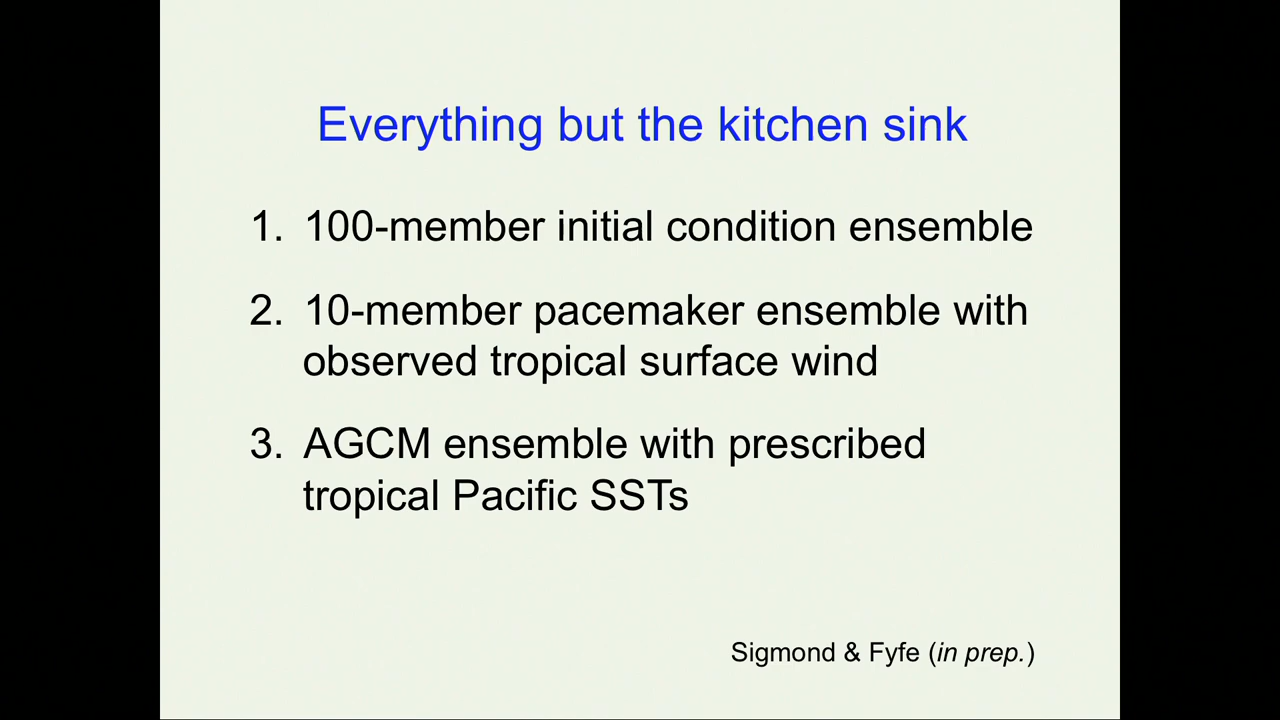 Everything but the kitchen sink
1. 100-member initial condition ensemble
2. 10-member pacemaker ensemble with
observed tropical surface wind
3. AGCM ensemble with prescribed
tropical Pacific SSTs
Sigmond & Fyfe (in prep.)